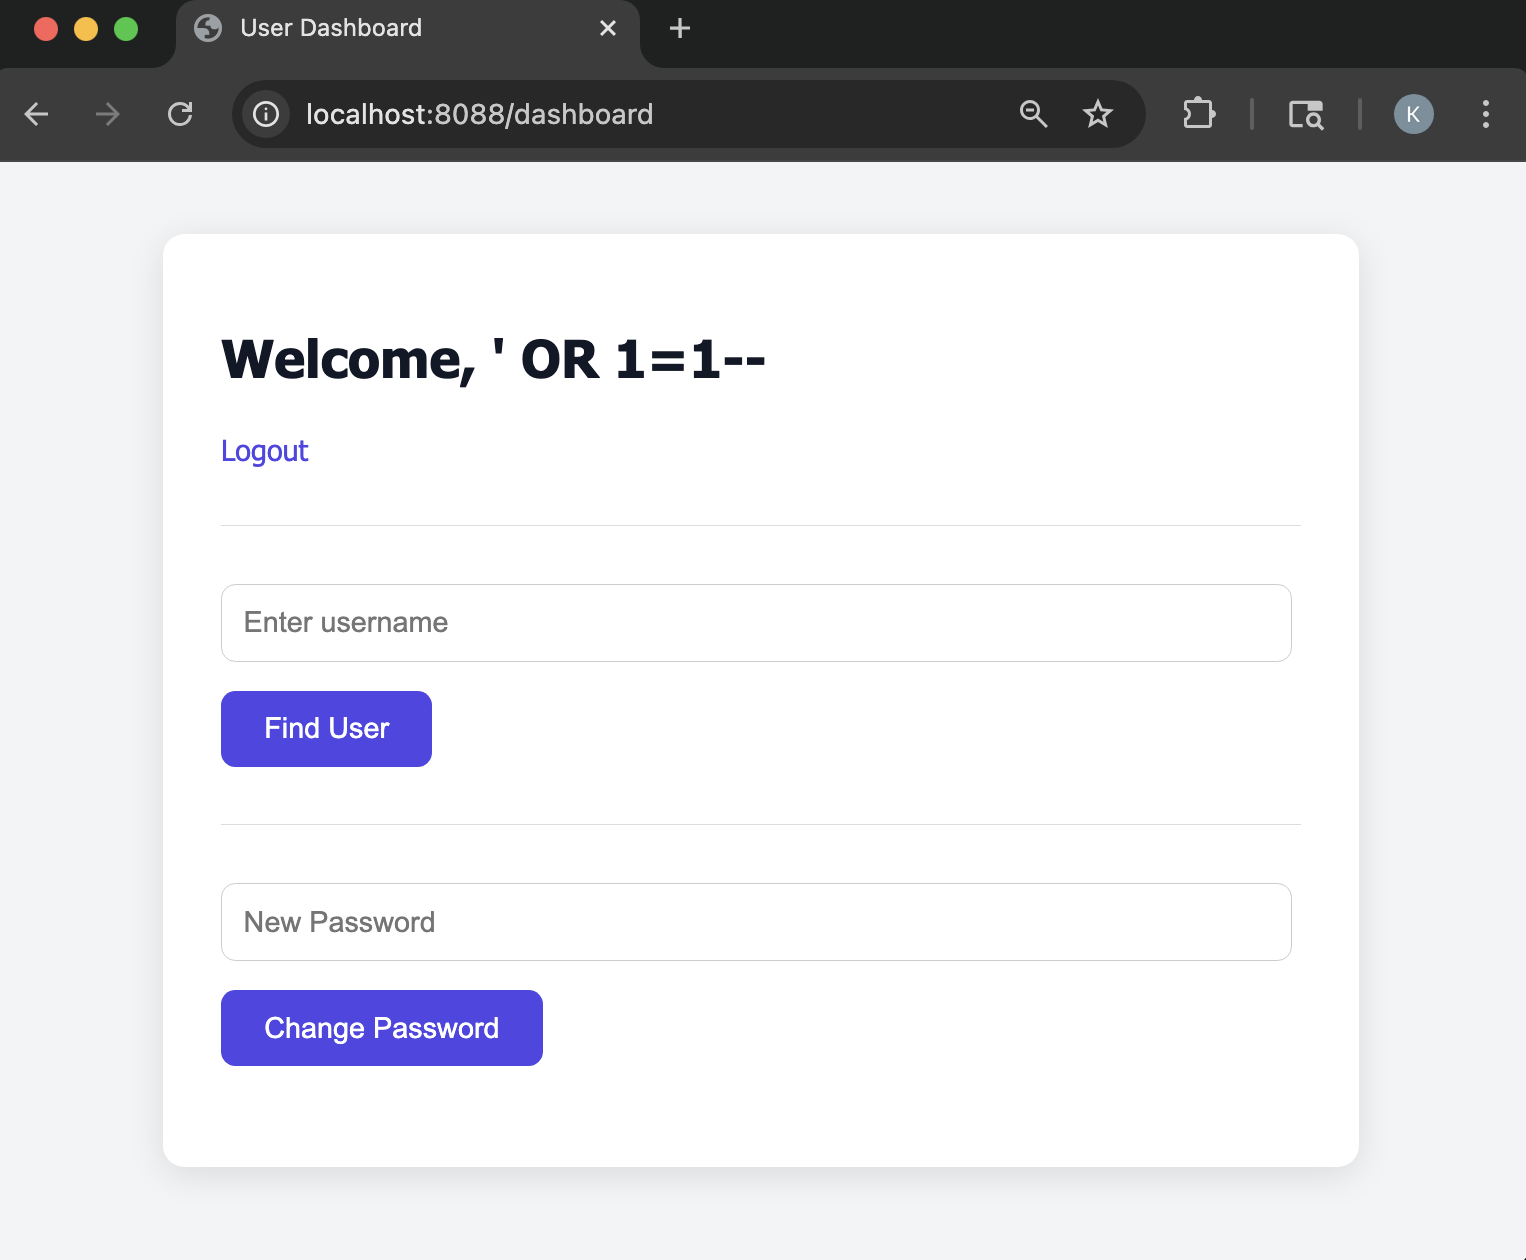 User Dashboard
localhost:8088/dashboard
K
Welcome, ' OR 1=1--
Logout
Enter username
Find User
New Password
Change Password